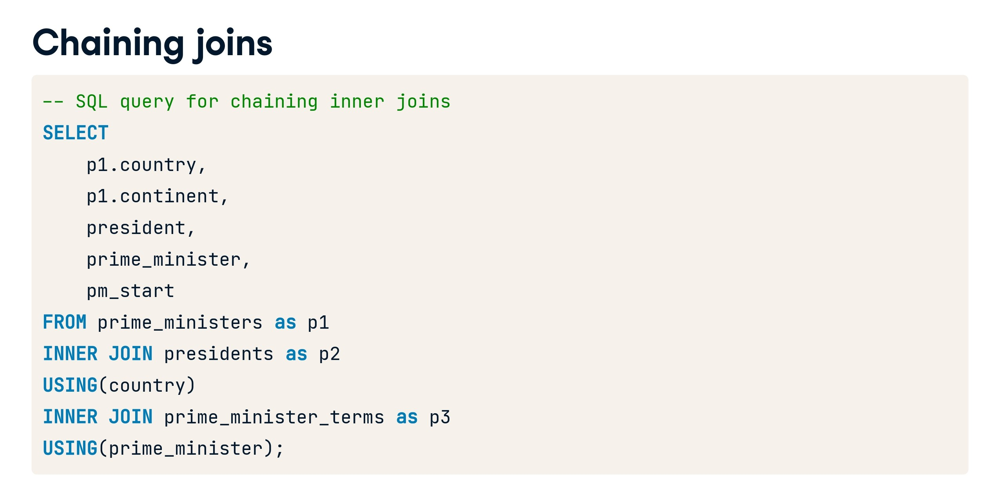 Chaining joins
-- SQL query for chaining inner joins
SELECT
    p1.country,
    p1.continent,
    president,
    prime_minister,
    pm_start
FROM prime_ministers as p1
INNER JOIN presidents as p2
USING(country)
INNER JOIN prime_minister_terms as p3
USING(prime_minister);